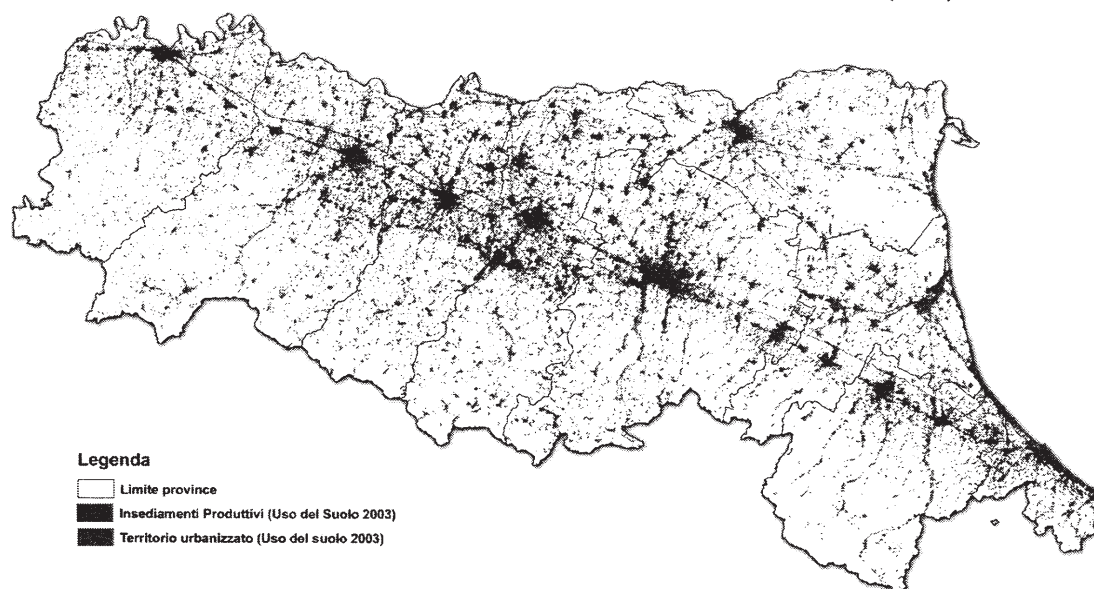 Legenda
Limite province
Insediamenti Produttivi (Uso del Suolo 2003)
Territorio urbanizzato (Uso del suolo 2003)